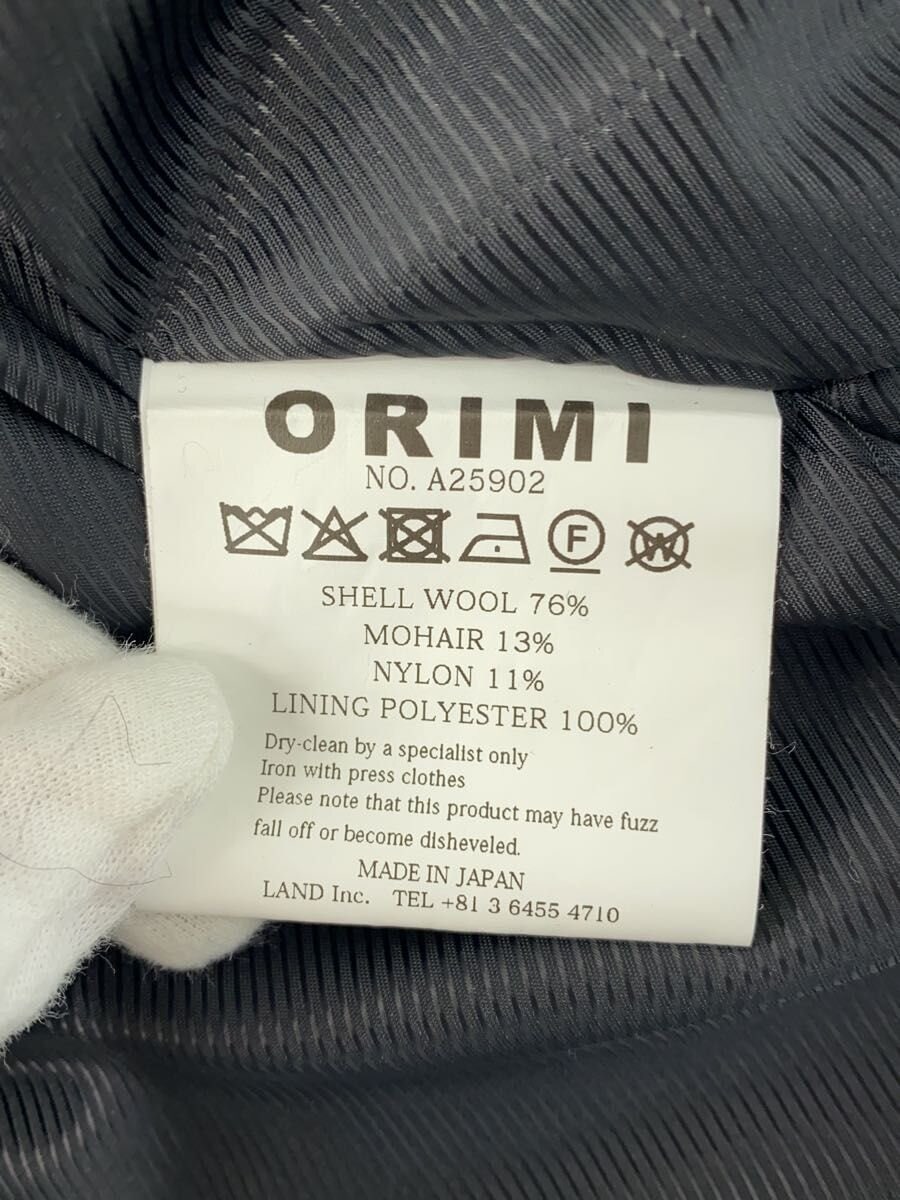 ORIMI
NO. A25902
F W
SHELL WOOL 76%
MOHAIR 13%
NYLON 11%
LINING POLYESTER 100%
Dry-clean by a specialist only
Iron with press clothes
Please note that this product may have fuzz
fall off or become disheveled.
MADE IN JAPAN
LAND Inc. TEL +81 3 6455 4710